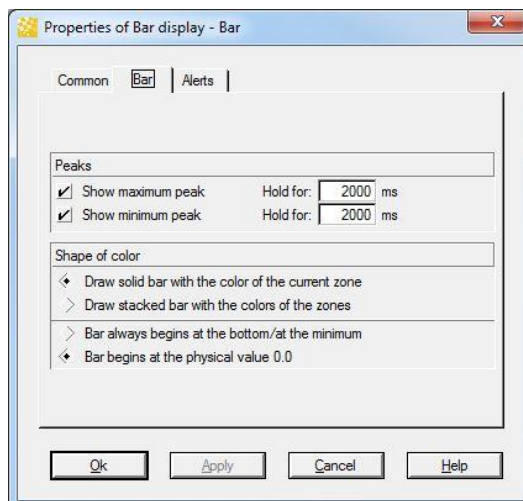 Properties of Bar display - Bar
Common Bar Alerts
Peaks
Show maximum peak Hold for: 2000 ms
Show minimum peak Hold for: 2000 ms
Shape of color
Draw solid bar with the color of the current zone
Draw stacked bar with the colors of the zones
Bar always begins at the bottom/at the minimum
Bar begins at the physical value 0.0
Ok Apply Cancel Help